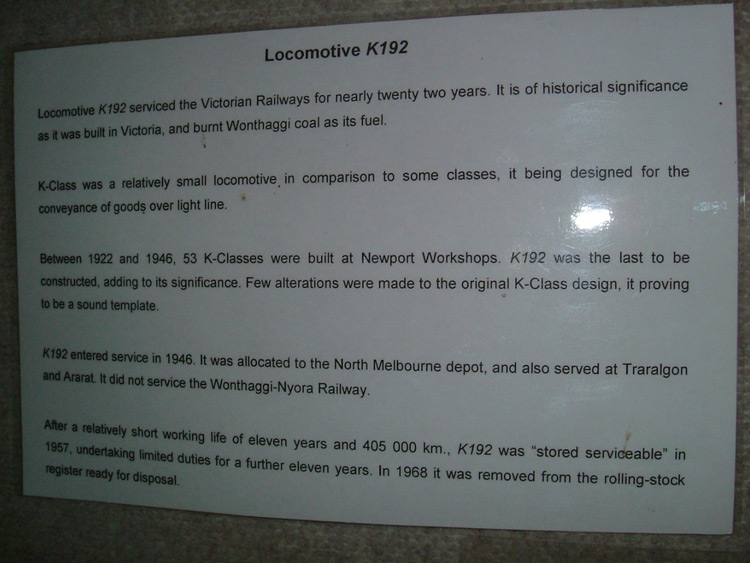 Locomotive K192
Locomotive K192 serviced the Victorian Railways for nearly twenty two years. It is of historical significance
as it was built in Victoria, and burnt Wonthaggi coal as its fuel.
K-Class was a relatively small locomotive in comparison to some classes, it being designed for the
conveyance of goods over light line.
Between 1922 and 1946, 53 K-Classes were built at Newport Workshops. K192 was the last to be
constructed, adding to its significance. Few alterations were made to the original K-Class design, it proving
to be a sound template.
K192 entered service in 1946. It was allocated to the North Melbourne depot, and also served at Traralgon
and Ararat. It did not service the Wonthaggi-Nyora Railway.
After a relatively short working life of eleven years and 405 000 km., K192 was “stored serviceable” in
1957, undertaking limited duties for a further eleven years. In 1968 it was removed from the rolling-stock
register ready for disposal.